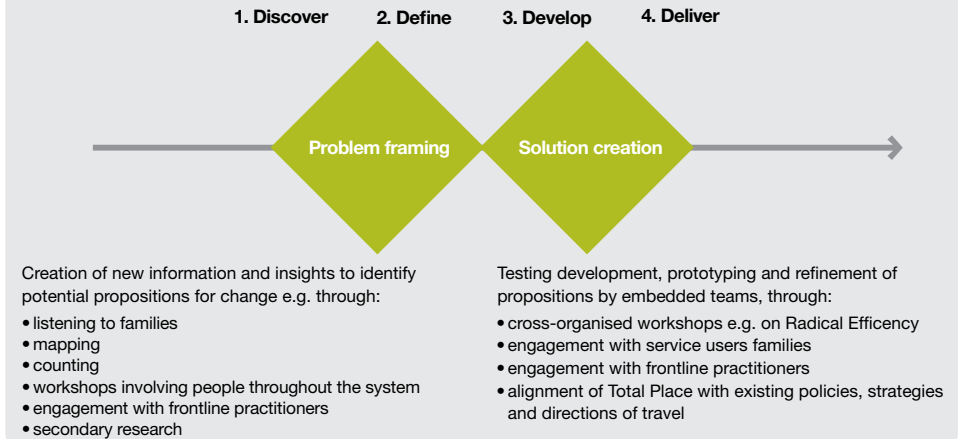 1. Discover 2. Define 3. Develop 4. Deliver
Problem framing
Solution creation
Creation of new information and insights to identify
potential propositions for change e.g. through:
• listening to families
• mapping
• counting
• workshops involving people throughout the system
• engagement with frontline practitioners
• secondary research
Testing development, prototyping and refinement of
propositions by embedded teams, through:
• cross-organised workshops e.g. on Radical Efficency
• engagement with service users families
• engagement with frontline practitioners
• alignment of Total Place with existing policies, strategies
and directions of travel